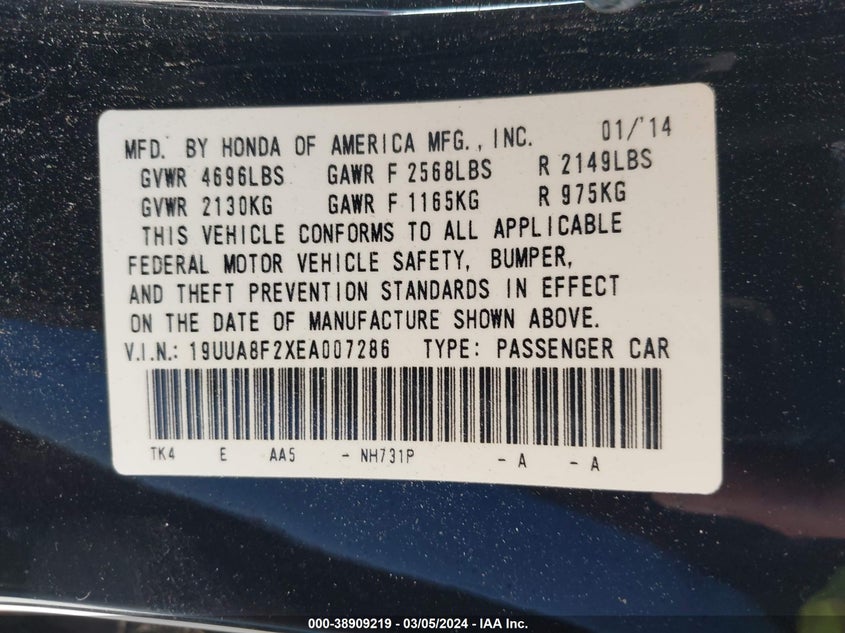 MFD. BY HONDA OF AMERICA MFG., INC. 01/'14
GVWR 4696LBS GAWR F 2568LBS R 2149LBS
GVWR 2130KG GAWR F 1165KG R 975KG
THIS VEHICLE CONFORMS TO ALL APPLICABLE
FEDERAL MOTOR VEHICLE SAFETY, BUMPER,
AND THEFT PREVENTION STANDARDS IN EFFECT
ON THE DATE OF MANUFACTURE SHOWN ABOVE.
V.I.N.: 19UUA8F2XEA007286 TYPE: PASSENGER CAR
TK4 E AA5 - NH731P - A - A
000-38909219 - 03/05/2024 - IAA Inc.